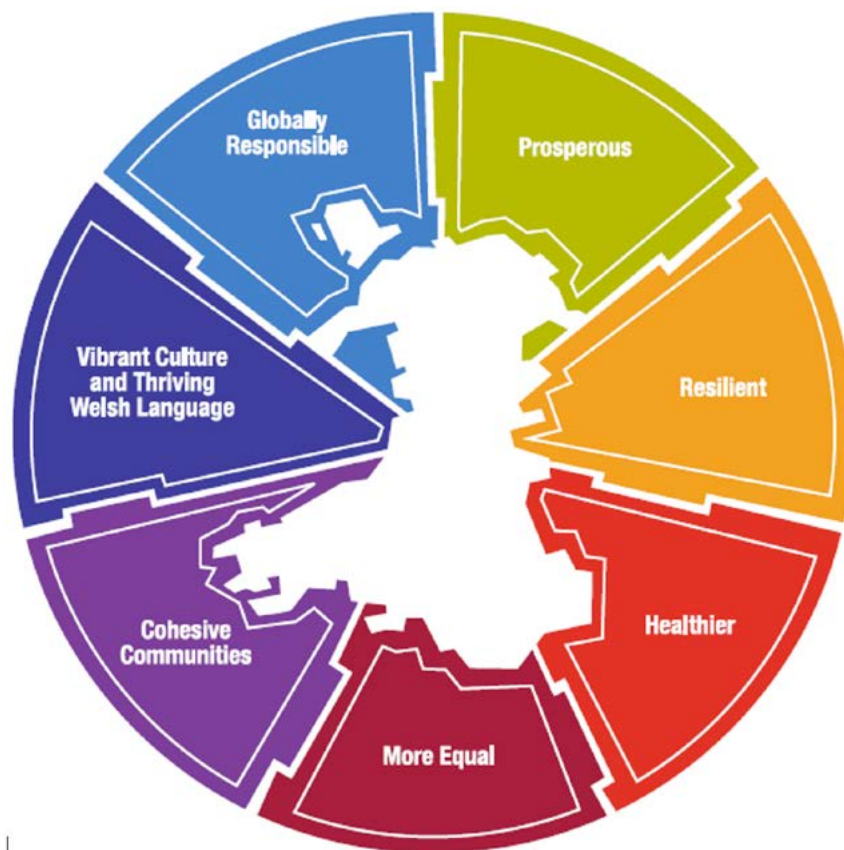 Globally
Responsible
Prosperous
Resilient
Healthier
More Equal
Cohesive
Communities
Vibrant Culture
and Thriving
Welsh Language